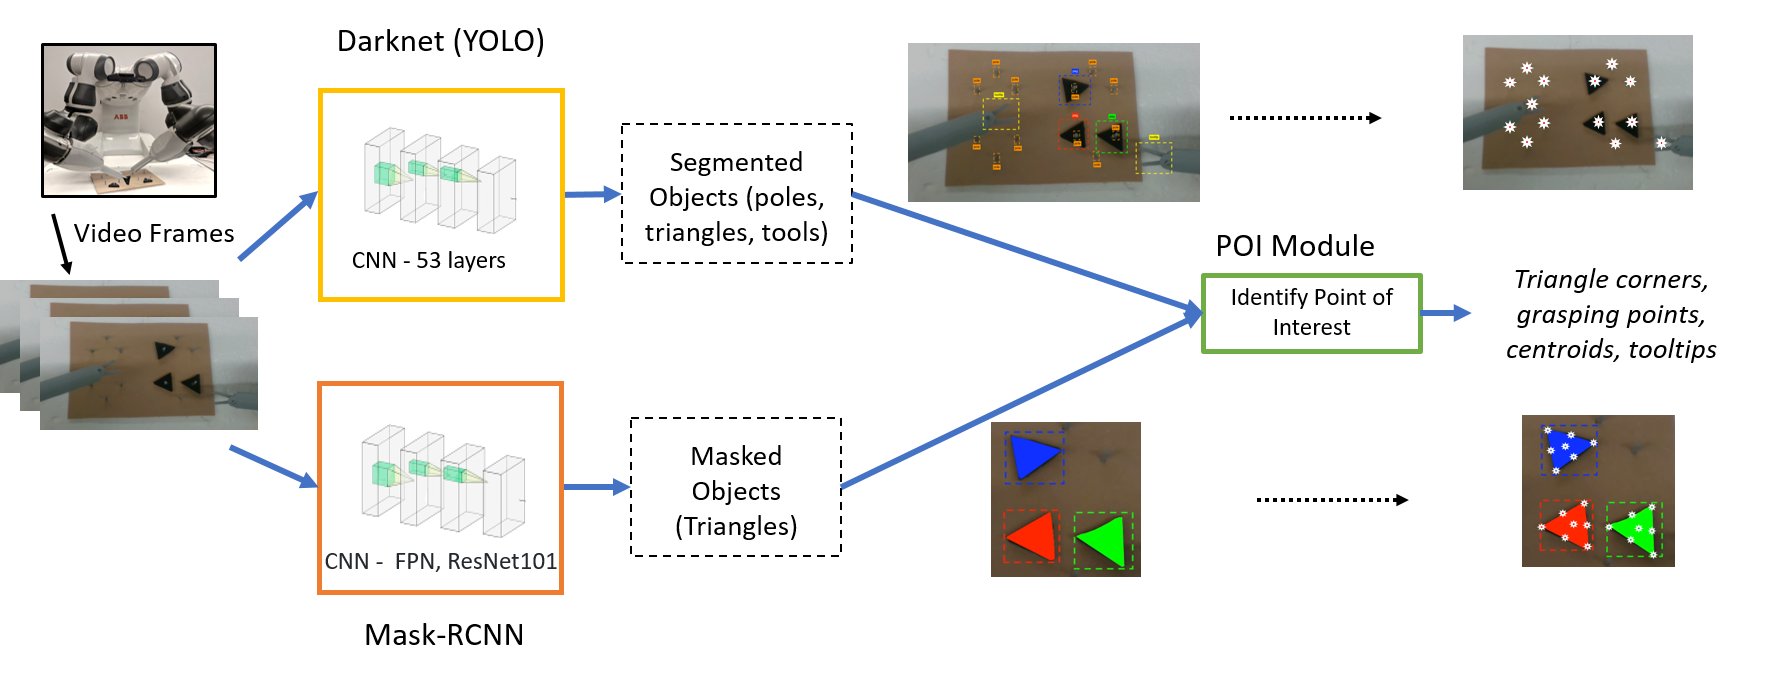 Darknet (YOLO)
ABB
Video Frames
CNN - 53 layers
Segmented
Objects (poles,
triangles, tools)
POI Module
Identify Point of
Interest
Triangle corners,
grasping points,
centroids, tooltips
Masked
Objects
(Triangles)
CNN -  FPN, ResNet101
Mask-RCNN